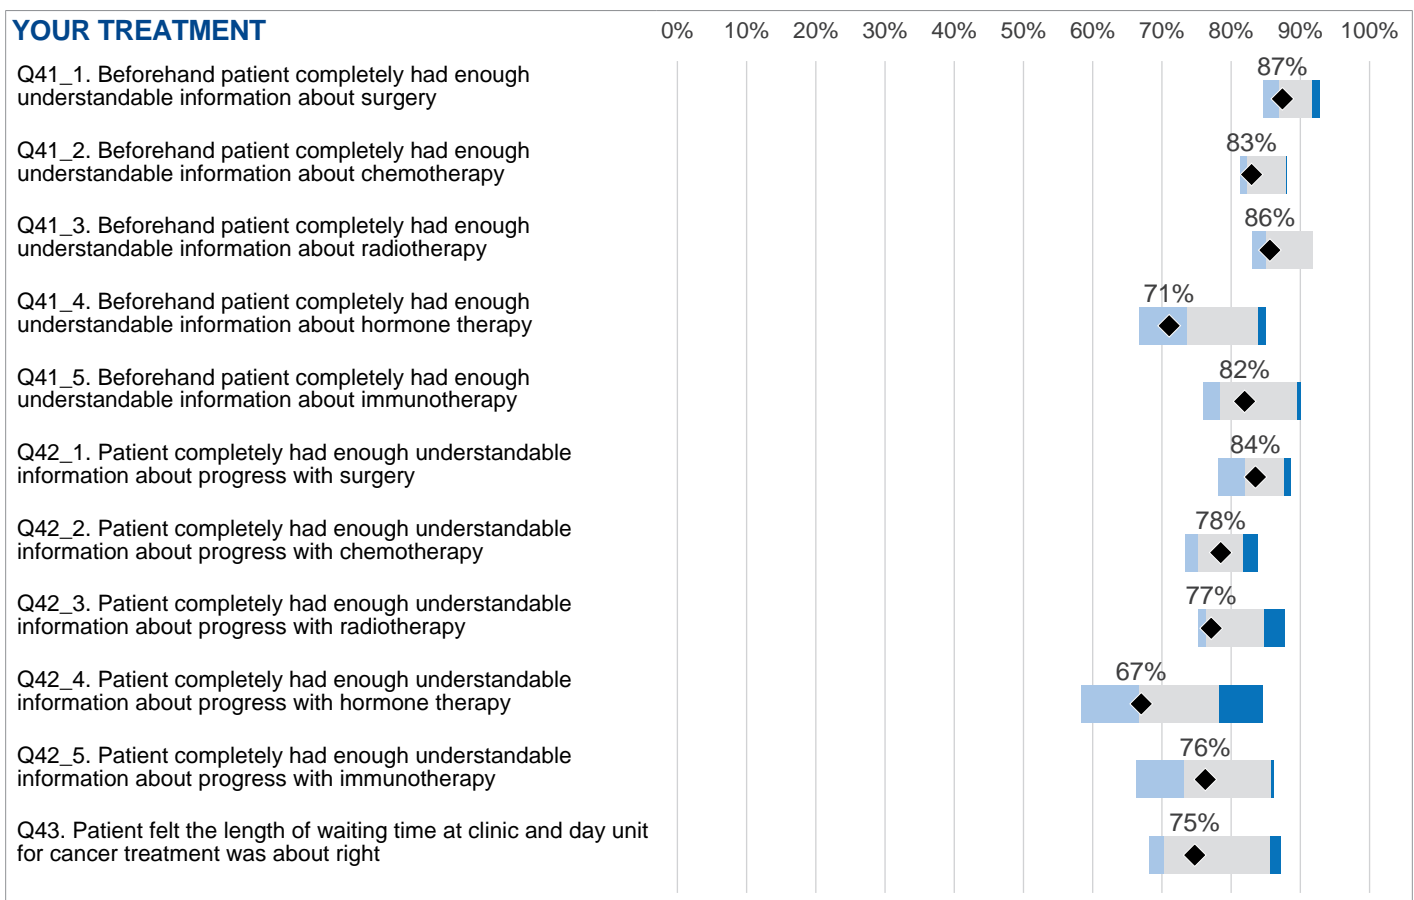 YOUR TREATMENT
0% 10% 20% 30% 40% 50% 60% 70% 80% 90% 100%
Q41_1. Beforehand patient completely had enough
understandable information about surgery
87%
Q41_2. Beforehand patient completely had enough
understandable information about chemotherapy
83%
Q41_3. Beforehand patient completely had enough
understandable information about radiotherapy
86%
Q41_4. Beforehand patient completely had enough
understandable information about hormone therapy
71%
Q41_5. Beforehand patient completely had enough
understandable information about immunotherapy
82%
Q42_1. Patient completely had enough understandable
information about progress with surgery
84%
Q42_2. Patient completely had enough understandable
information about progress with chemotherapy
78%
Q42_3. Patient completely had enough understandable
information about progress with radiotherapy
77%
Q42_4. Patient completely had enough understandable
information about progress with hormone therapy
67%
Q42_5. Patient completely had enough understandable
information about progress with immunotherapy
76%
Q43. Patient felt the length of waiting time at clinic and day unit
for cancer treatment was about right
75%